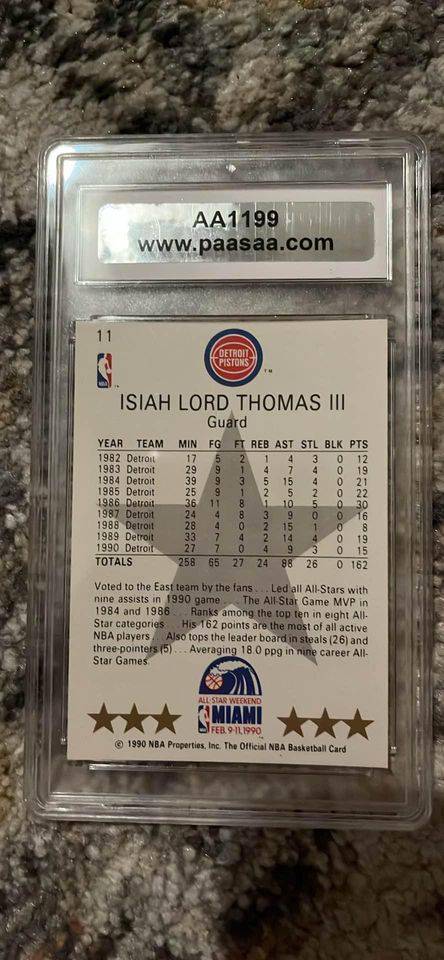 AA1199
www.paasaa.com
11
DETROIT
PISTONS
TM
NBA
ISIAH LORD THOMAS III
Guard
YEAR TEAM MIN FG FT REB AST STL BLK PTS
1982 Detroit 17 5 2 1 4 3 0 12
1983 Detroit 29 9 1 4 7 4 0 19
1984 Detroit 39 9 3 5 15 4 0 21
1985 Detroit 25 9 1 2 5 2 0 22
1986 Detroit 36 11 8 1 10 5 0 30
1987 Detroit 24 4 8 3 9 0 0 16
1988 Detroit 28 4 0 2 15 1 0 8
1989 Detroit 33 7 4 2 14 4 0 19
1990 Detroit 27 7 0 4 9 3 0 15
TOTALS 258 65 27 24 88 26 0 162
Voted to the East team by the fans . . . Led all All-Stars with
nine assists in 1990 game . . . The All-Star Game MVP in
1984 and 1986 . . . Ranks among the top ten in eight All-
Star categories . . . His 162 points are the most of all active
NBA players . . . Also tops the leader board in steals (26) and
three-pointers (5) . . . Averaging 18.0 ppg in nine career All-
Star Games.
ALL-STAR WEEKEND
NBA
MIAMI
FEB. 9-11, 1990
© 1990 NBA Properties, Inc. The Official NBA Basketball Card